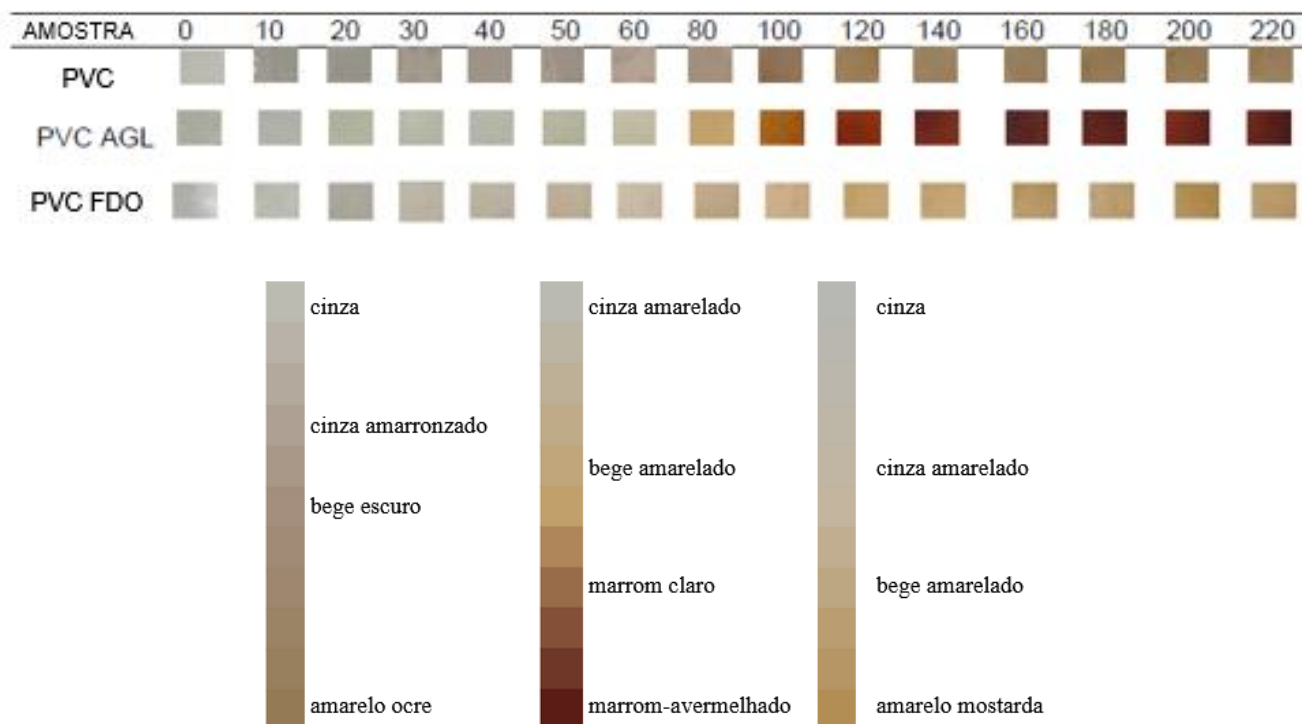 AMOSTRA 0 10 20 30 40 50 60 80 100 120 140 160 180 200 220
PVC
PVC AGL
PVC FDO
cinza cinza amarelado cinza
cinza amarronzado
bege amarelado cinza amarelado
bege escuro
marrom claro bege amarelado
amarelo ocre marrom-avermelhado amarelo mostarda